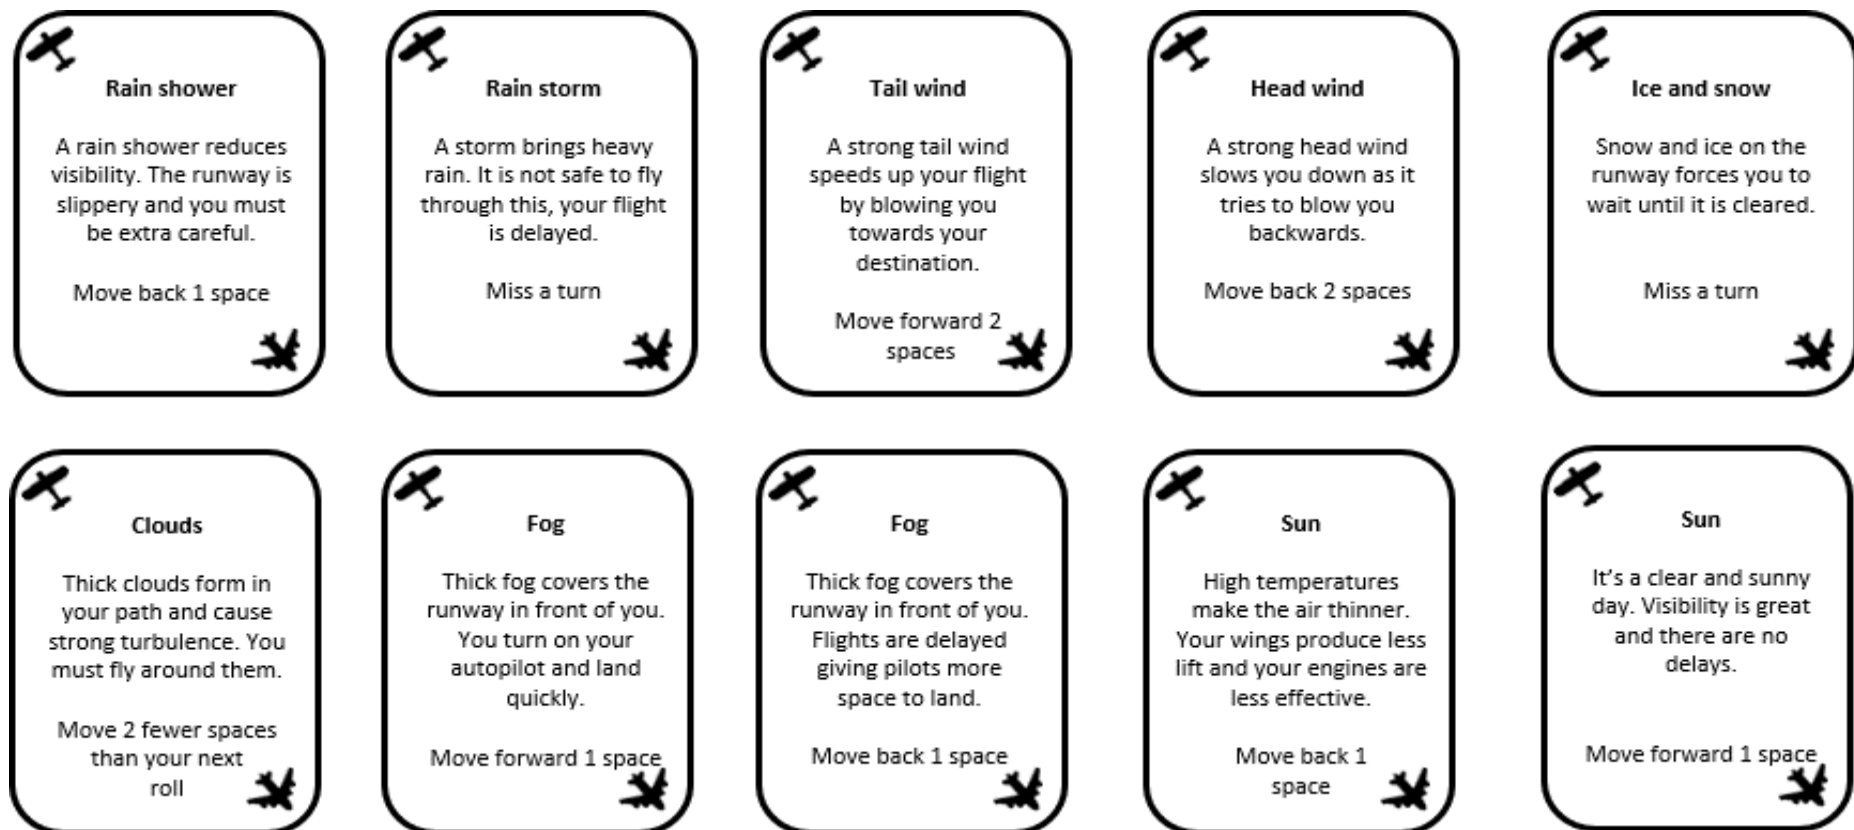 Rain shower
A rain shower reduces
visibility. The runway is
slippery and you must
be extra careful.
Move back 1 space
Rain storm
A storm brings heavy
rain. It is not safe to fly
through this, your flight
is delayed.
Miss a turn
Tail wind
A strong tail wind
speeds up your flight
by blowing you
towards your
destination.
Move forward 2
spaces
Head wind
A strong head wind
slows you down as it
tries to blow you
backwards.
Move back 2 spaces
Ice and snow
Snow and ice on the
runway forces you to
wait until it is cleared.
Miss a turn
Clouds
Thick clouds form in
your path and cause
strong turbulence. You
must fly around them.
Move 2 fewer spaces
than your next
roll
Fog
Thick fog covers the
runway in front of you.
You turn on your
autopilot and land
quickly.
Move forward 1 space
Fog
Thick fog covers the
runway in front of you.
Flights are delayed
giving pilots more
space to land.
Move back 1 space
Sun
High temperatures
make the air thinner.
Your wings produce less
lift and your engines are
less effective.
Move back 1
space
Sun
It's a clear and sunny
day. Visibility is great
and there are no
delays.
Move forward 1 space